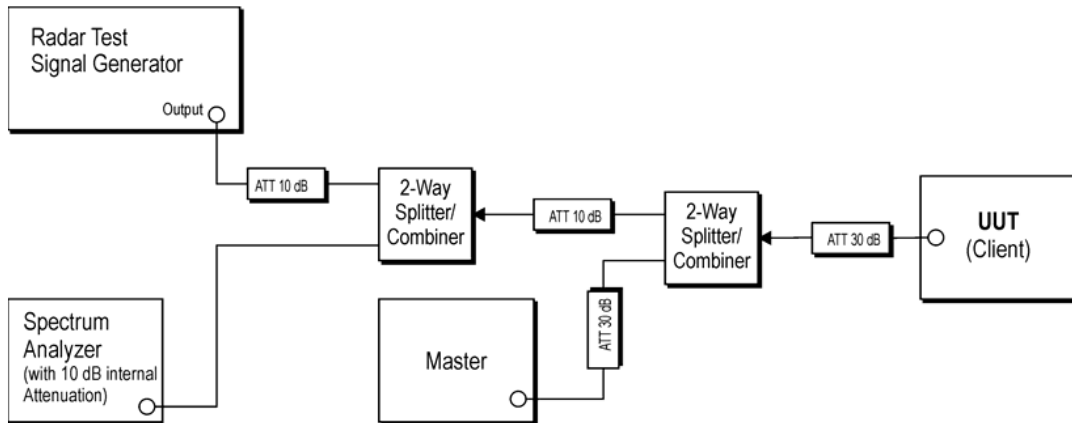 Radar Test
Signal Generator
Output
ATT 10 dB
2-Way
Splitter/
Combiner
ATT 10 dB
2-Way
Splitter/
Combiner
ATT 30 dB
UUT
(Client)
Spectrum
Analyzer
(with 10 dB internal
Attenuation)
Master
ATT 30 dB